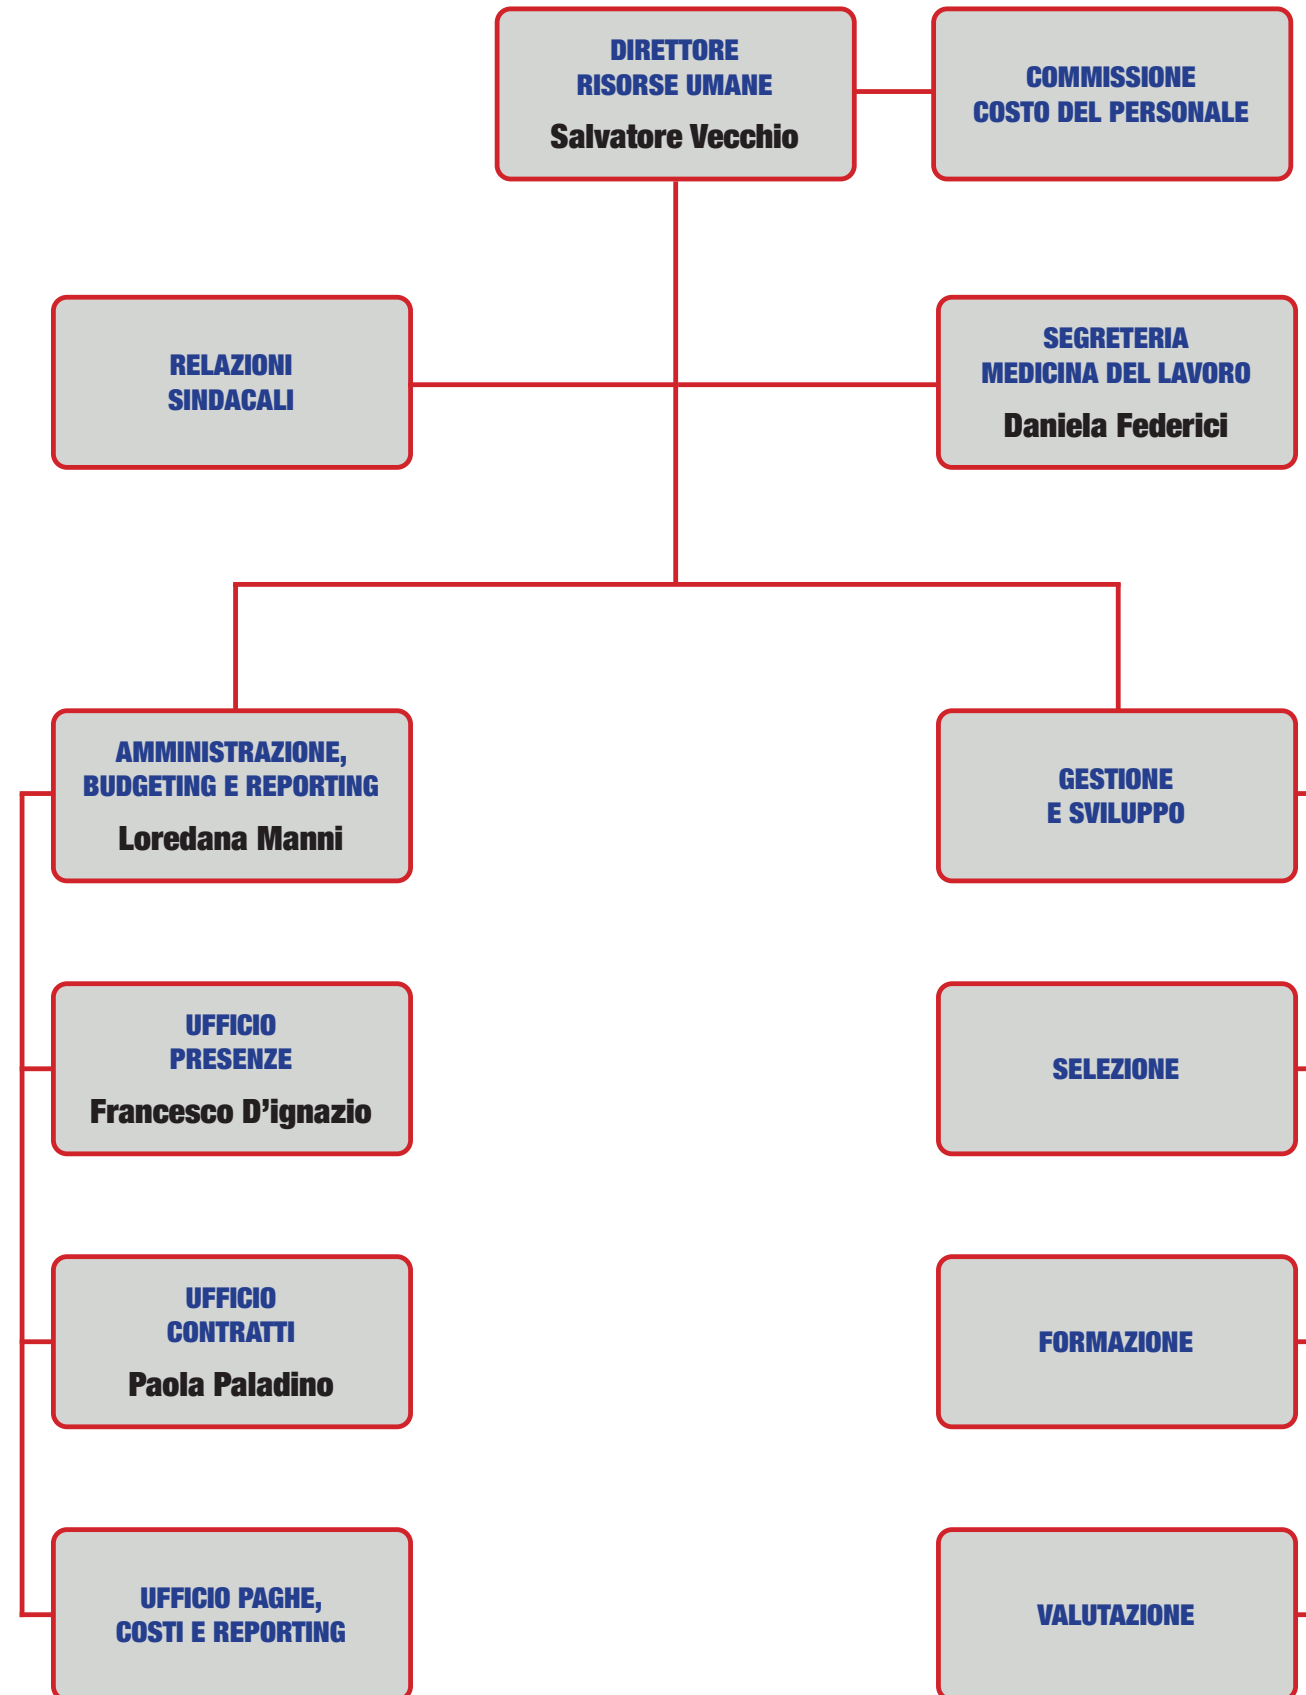 DIRETTORE
RISORSE UMANE
Salvatore Vecchio
COMMISSIONE
COSTO DEL PERSONALE
RELAZIONI
SINDACALI
SEGRETERIA
MEDICINA DEL LAVORO
Daniela Federici
AMMINISTRAZIONE,
BUDGETING E REPORTING
Loredana Manni
GESTIONE
E SVILUPPO
UFFICIO
PRESENZE
Francesco D’ignazio
SELEZIONE
UFFICIO
CONTRATTI
Paola Paladino
FORMAZIONE
UFFICIO PAGHE,
COSTI E REPORTING
VALUTAZIONE